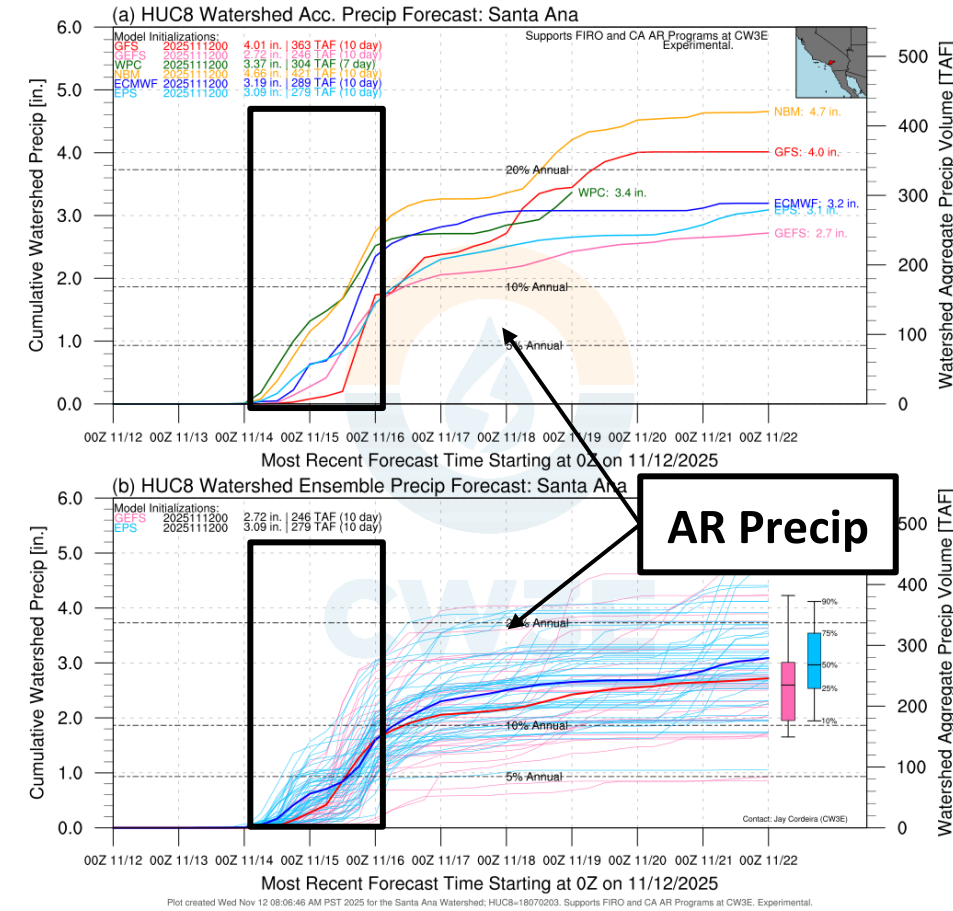 (a) HUC8 Watershed Acc. Precip Forecast: Santa Ana
6.0
5.0
4.0
3.0
2.0
1.0
0.0
Cumulative Watershed Precip [in.]
Model Initializations:
GFS 2025111200 4.01 in. | 363 TAF (10 day)
GEFS 2025111200 2.72 in. | 246 TAF (10 day)
WPC 2025111200 3.37 in. | 304 TAF (7 day)
NBM 2025111200 4.66 in. | 421 TAF (10 day)
ECMWF 2025111200 3.19 in. | 289 TAF (10 day)
EPS 2025111200 3.09 in. | 279 TAF (10 day)
Supports FIRO and CA AR Programs at CW3E
Experimental.
NBM: 4.7 in.
GFS: 4.0 in.
WPC: 3.4 in.
ECMWF: 3.2 in.
EPS: 3.1 in.
GEFS: 2.7 in.
20% Annual
10% Annual
5% Annual
500
400
300
200
100
0
Watershed Aggregate Precip Volume [TAF]
00Z 11/12 00Z 11/13 00Z 11/14 00Z 11/15 00Z 11/16 00Z 11/17 00Z 11/18 00Z 11/19 00Z 11/20 00Z 11/21 00Z 11/22
Most Recent Forecast Time Starting at 0Z on 11/12/2025
AR Precip
(b) HUC8 Watershed Ensemble Precip Forecast: Santa Ana
6.0
5.0
4.0
3.0
2.0
1.0
0.0
Cumulative Watershed Precip [in.]
Model Initializations:
GEFS 2025111200 2.72 in. | 246 TAF (10 day)
EPS 2025111200 3.09 in. | 279 TAF (10 day)
CW3E
20% Annual
10% Annual
5% Annual
90%
75%
50%
25%
10%
500
400
300
200
100
0
Watershed Aggregate Precip Volume [TAF]
Contact: Jay Cordeira (CW3E)
00Z 11/12 00Z 11/13 00Z 11/14 00Z 11/15 00Z 11/16 00Z 11/17 00Z 11/18 00Z 11/19 00Z 11/20 00Z 11/21 00Z 11/22
Most Recent Forecast Time Starting at 0Z on 11/12/2025
Plot created Wed Nov 12 08:06:46 AM PST 2025 for the Santa Ana Watershed; HUC8=18070203. Supports FIRO and CA AR Programs at CW3E. Experimental.